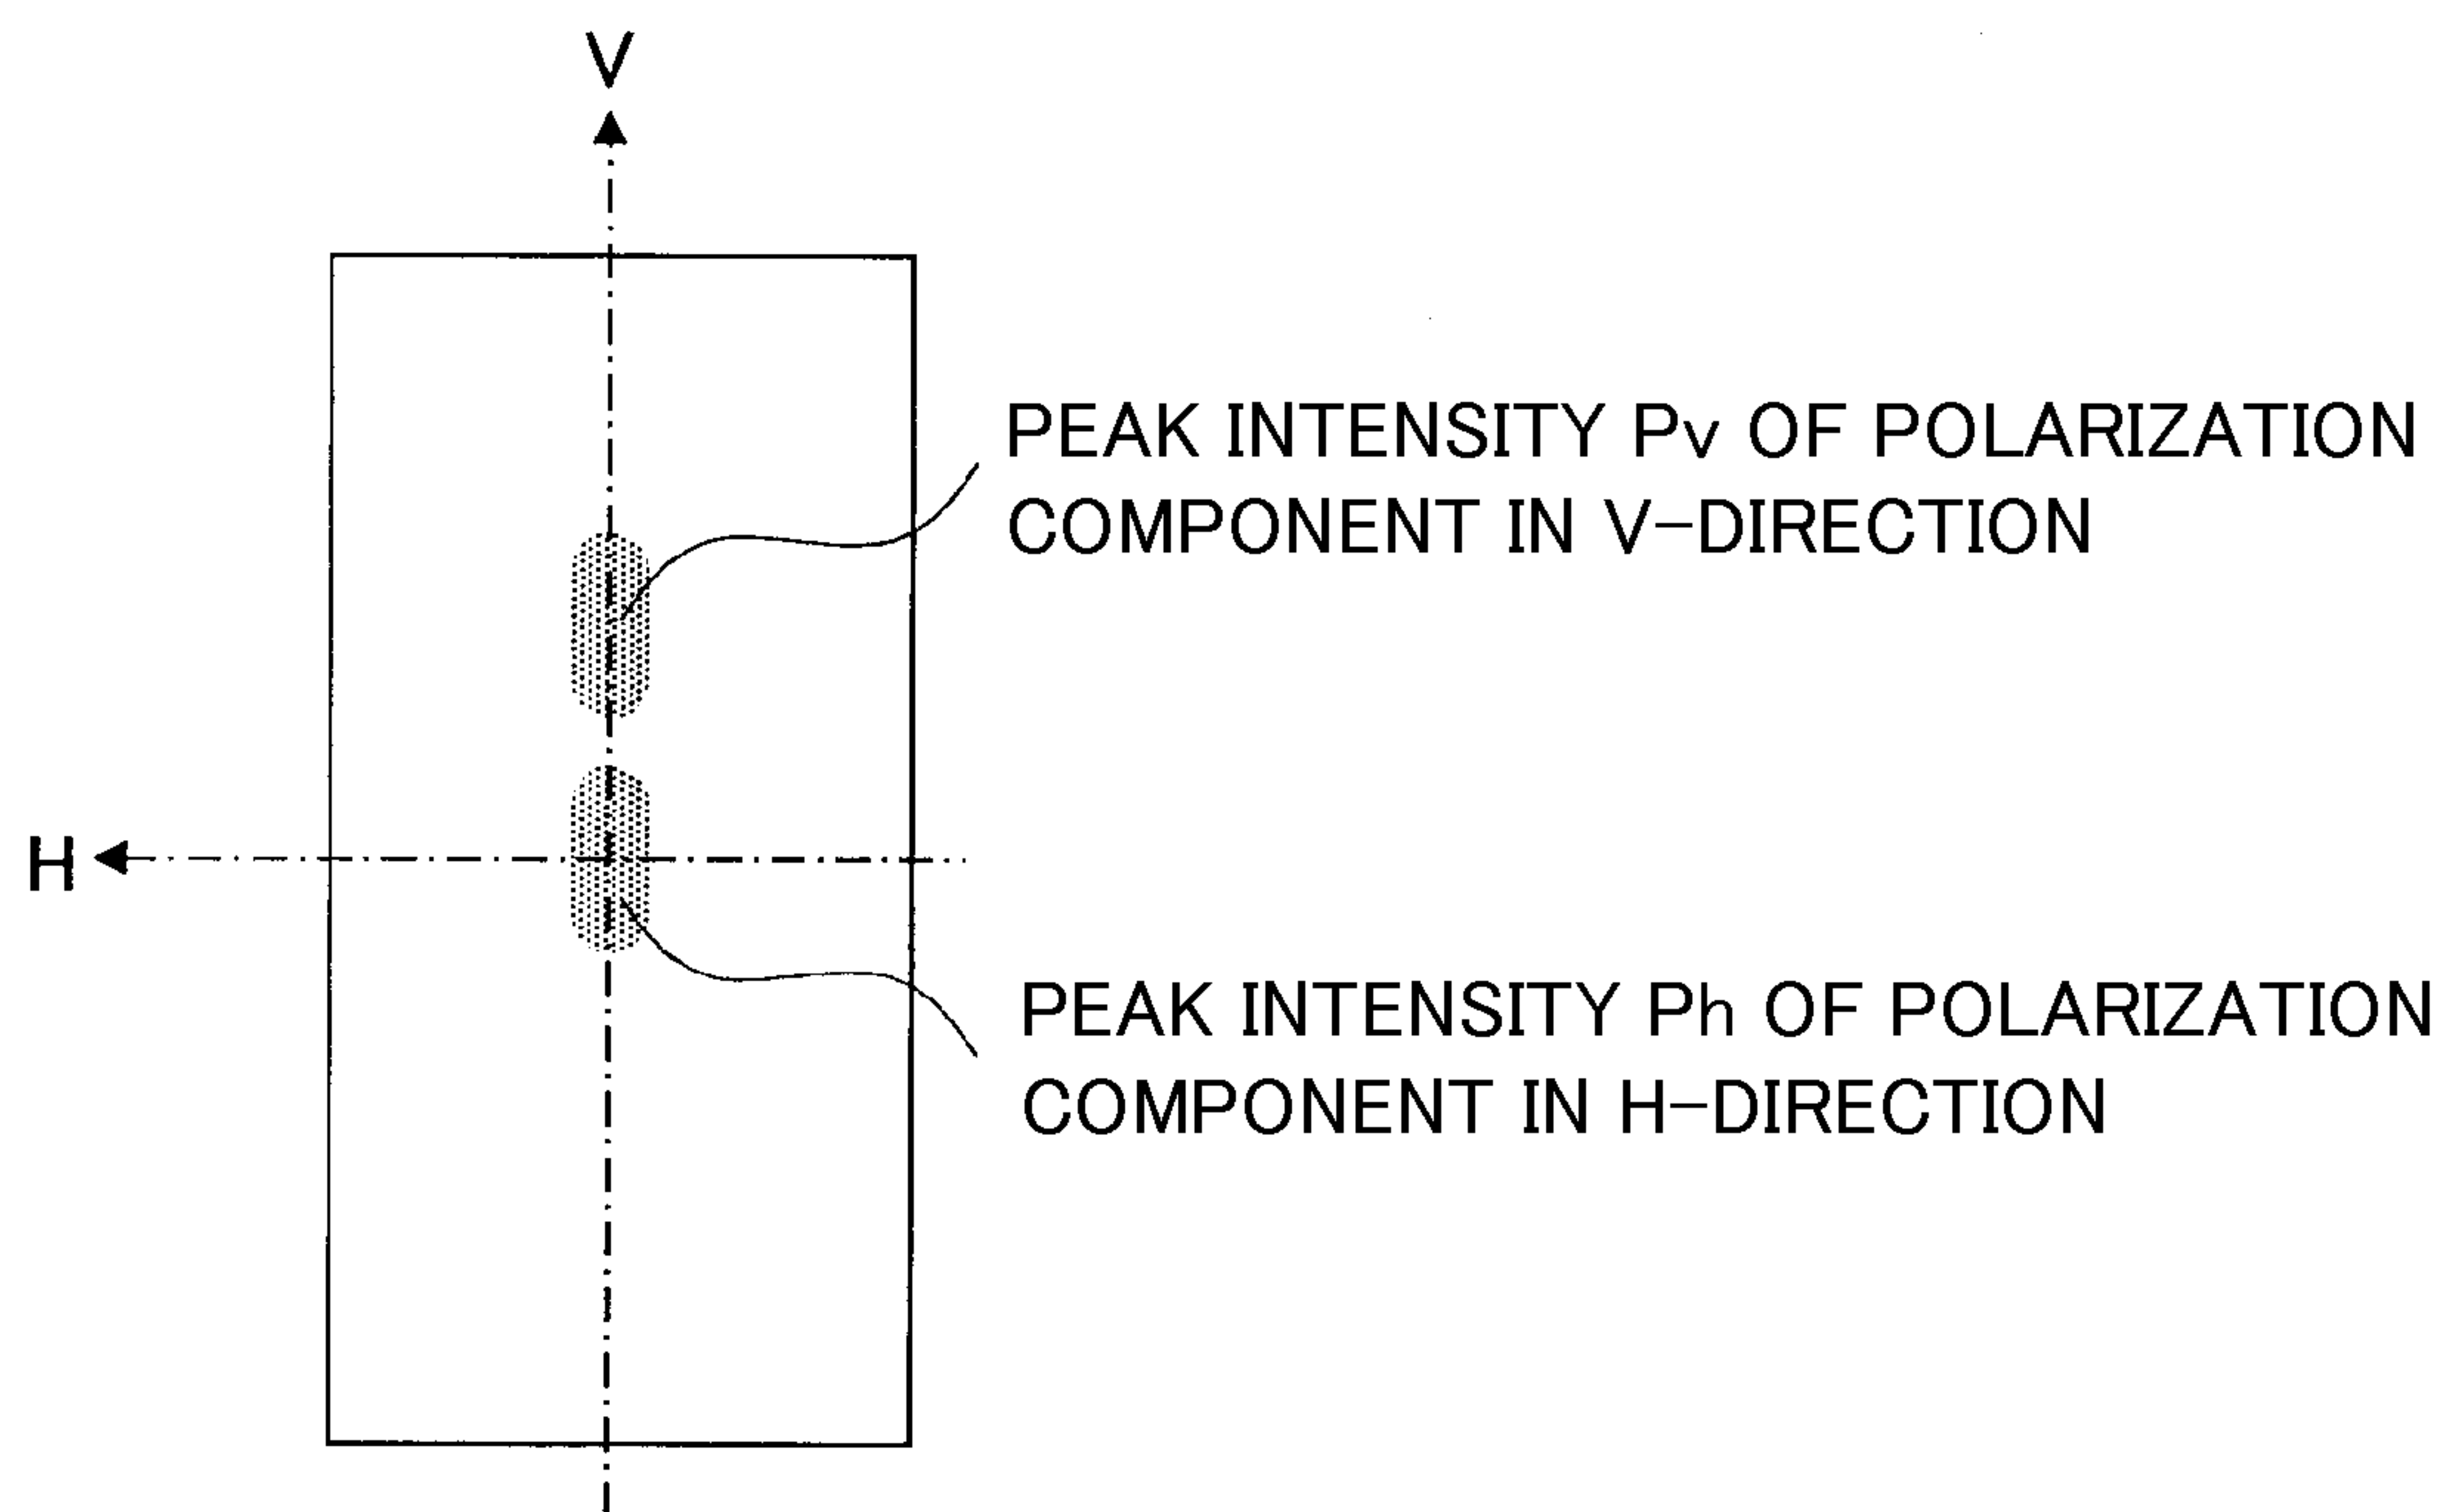 V
PEAK INTENSITY Pv OF POLARIZATION
COMPONENT IN V-DIRECTION
H
PEAK INTENSITY Ph OF POLARIZATION
COMPONENT IN H-DIRECTION